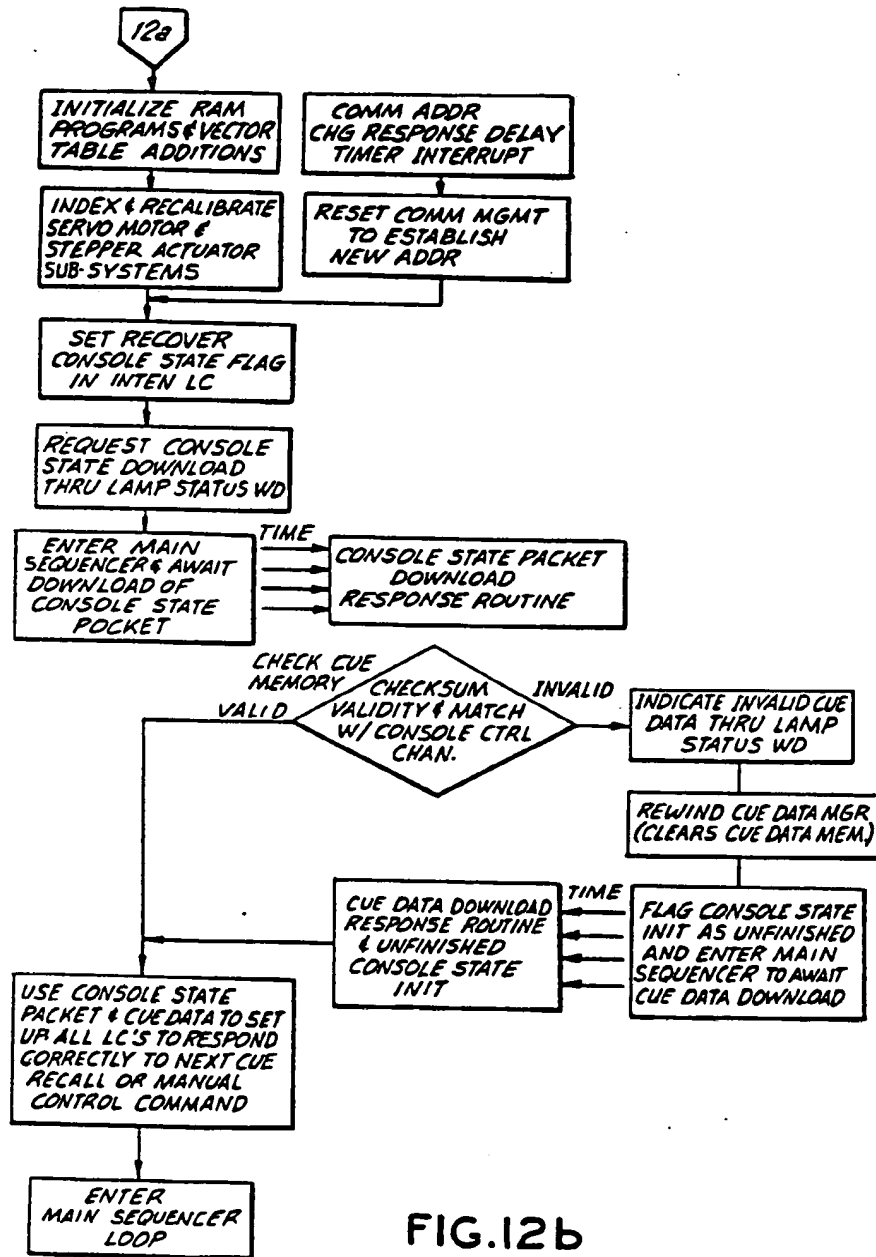 12a
INITIALIZE RAM
PROGRAMS & VECTOR
TABLE ADDITIONS
COMM ADDR
CHG RESPONSE DELAY
TIMER INTERRUPT
INDEX & RECALIBRATE
SERVO MOTOR &
STEPPER ACTUATOR
SUB-SYSTEMS
RESET COMM MGMT
TO ESTABLISH
NEW ADDR
SET RECOVER
CONSOLE STATE FLAG
IN INTEN LC
REQUEST CONSOLE
STATE DOWNLOAD
THRU LAMP STATUS WD
ENTER MAIN
SEQUENCER & AWAIT
DOWNLOAD OF
CONSOLE STATE
POCKET
TIME
CONSOLE STATE PACKET
DOWNLOAD
RESPONSE ROUTINE
CHECK CUE
MEMORY
VALID
CHECKSUM
VALIDITY & MATCH
W/ CONSOLE CTRL
CHAN.
INVALID
INDICATE INVALID CUE
DATA THRU LAMP
STATUS WD
REWIND CUE DATA MGR
(CLEARS CUE DATA MEM.)
FLAG CONSOLE STATE
INIT AS UNFINISHED
AND ENTER MAIN
SEQUENCER TO AWAIT
CUE DATA DOWNLOAD
TIME
CUE DATA DOWNLOAD
RESPONSE ROUTINE
& UNFINISHED
CONSOLE STATE
INIT
USE CONSOLE STATE
PACKET & CUE DATA TO SET
UP ALL LC'S TO RESPOND
CORRECTLY TO NEXT CUE
RECALL OR MANUAL
CONTROL COMMAND
ENTER
MAIN SEQUENCER
LOOP
FIG.12b